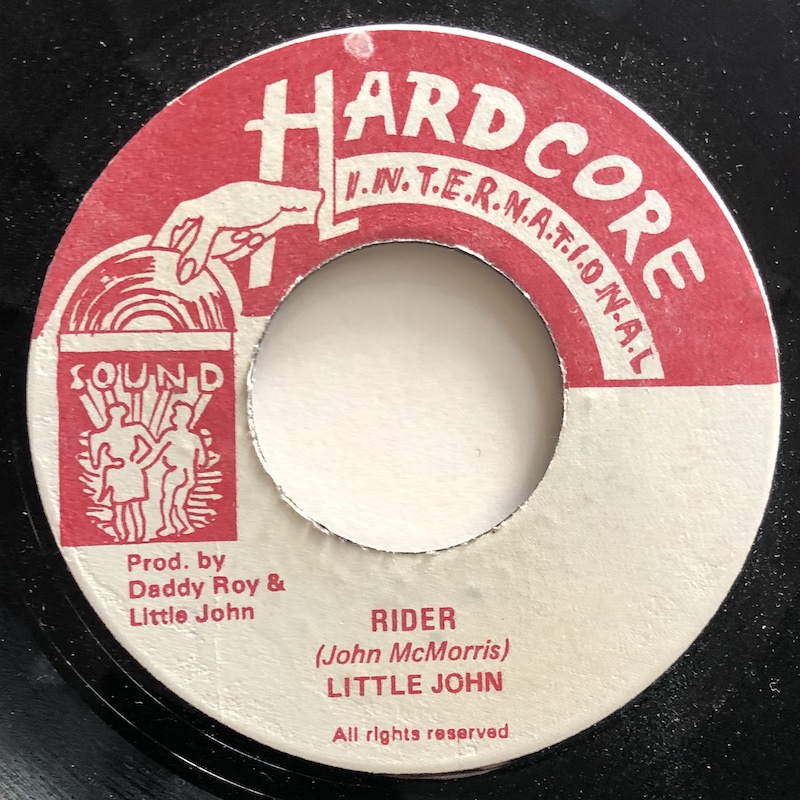 HARDCORE
I.N.T.E.R.N.A.T.I.O.N.A.L
SOUND
Prod. by
Daddy Roy &
Little John
RIDER
(John McMorris)
LITTLE JOHN
All rights reserved